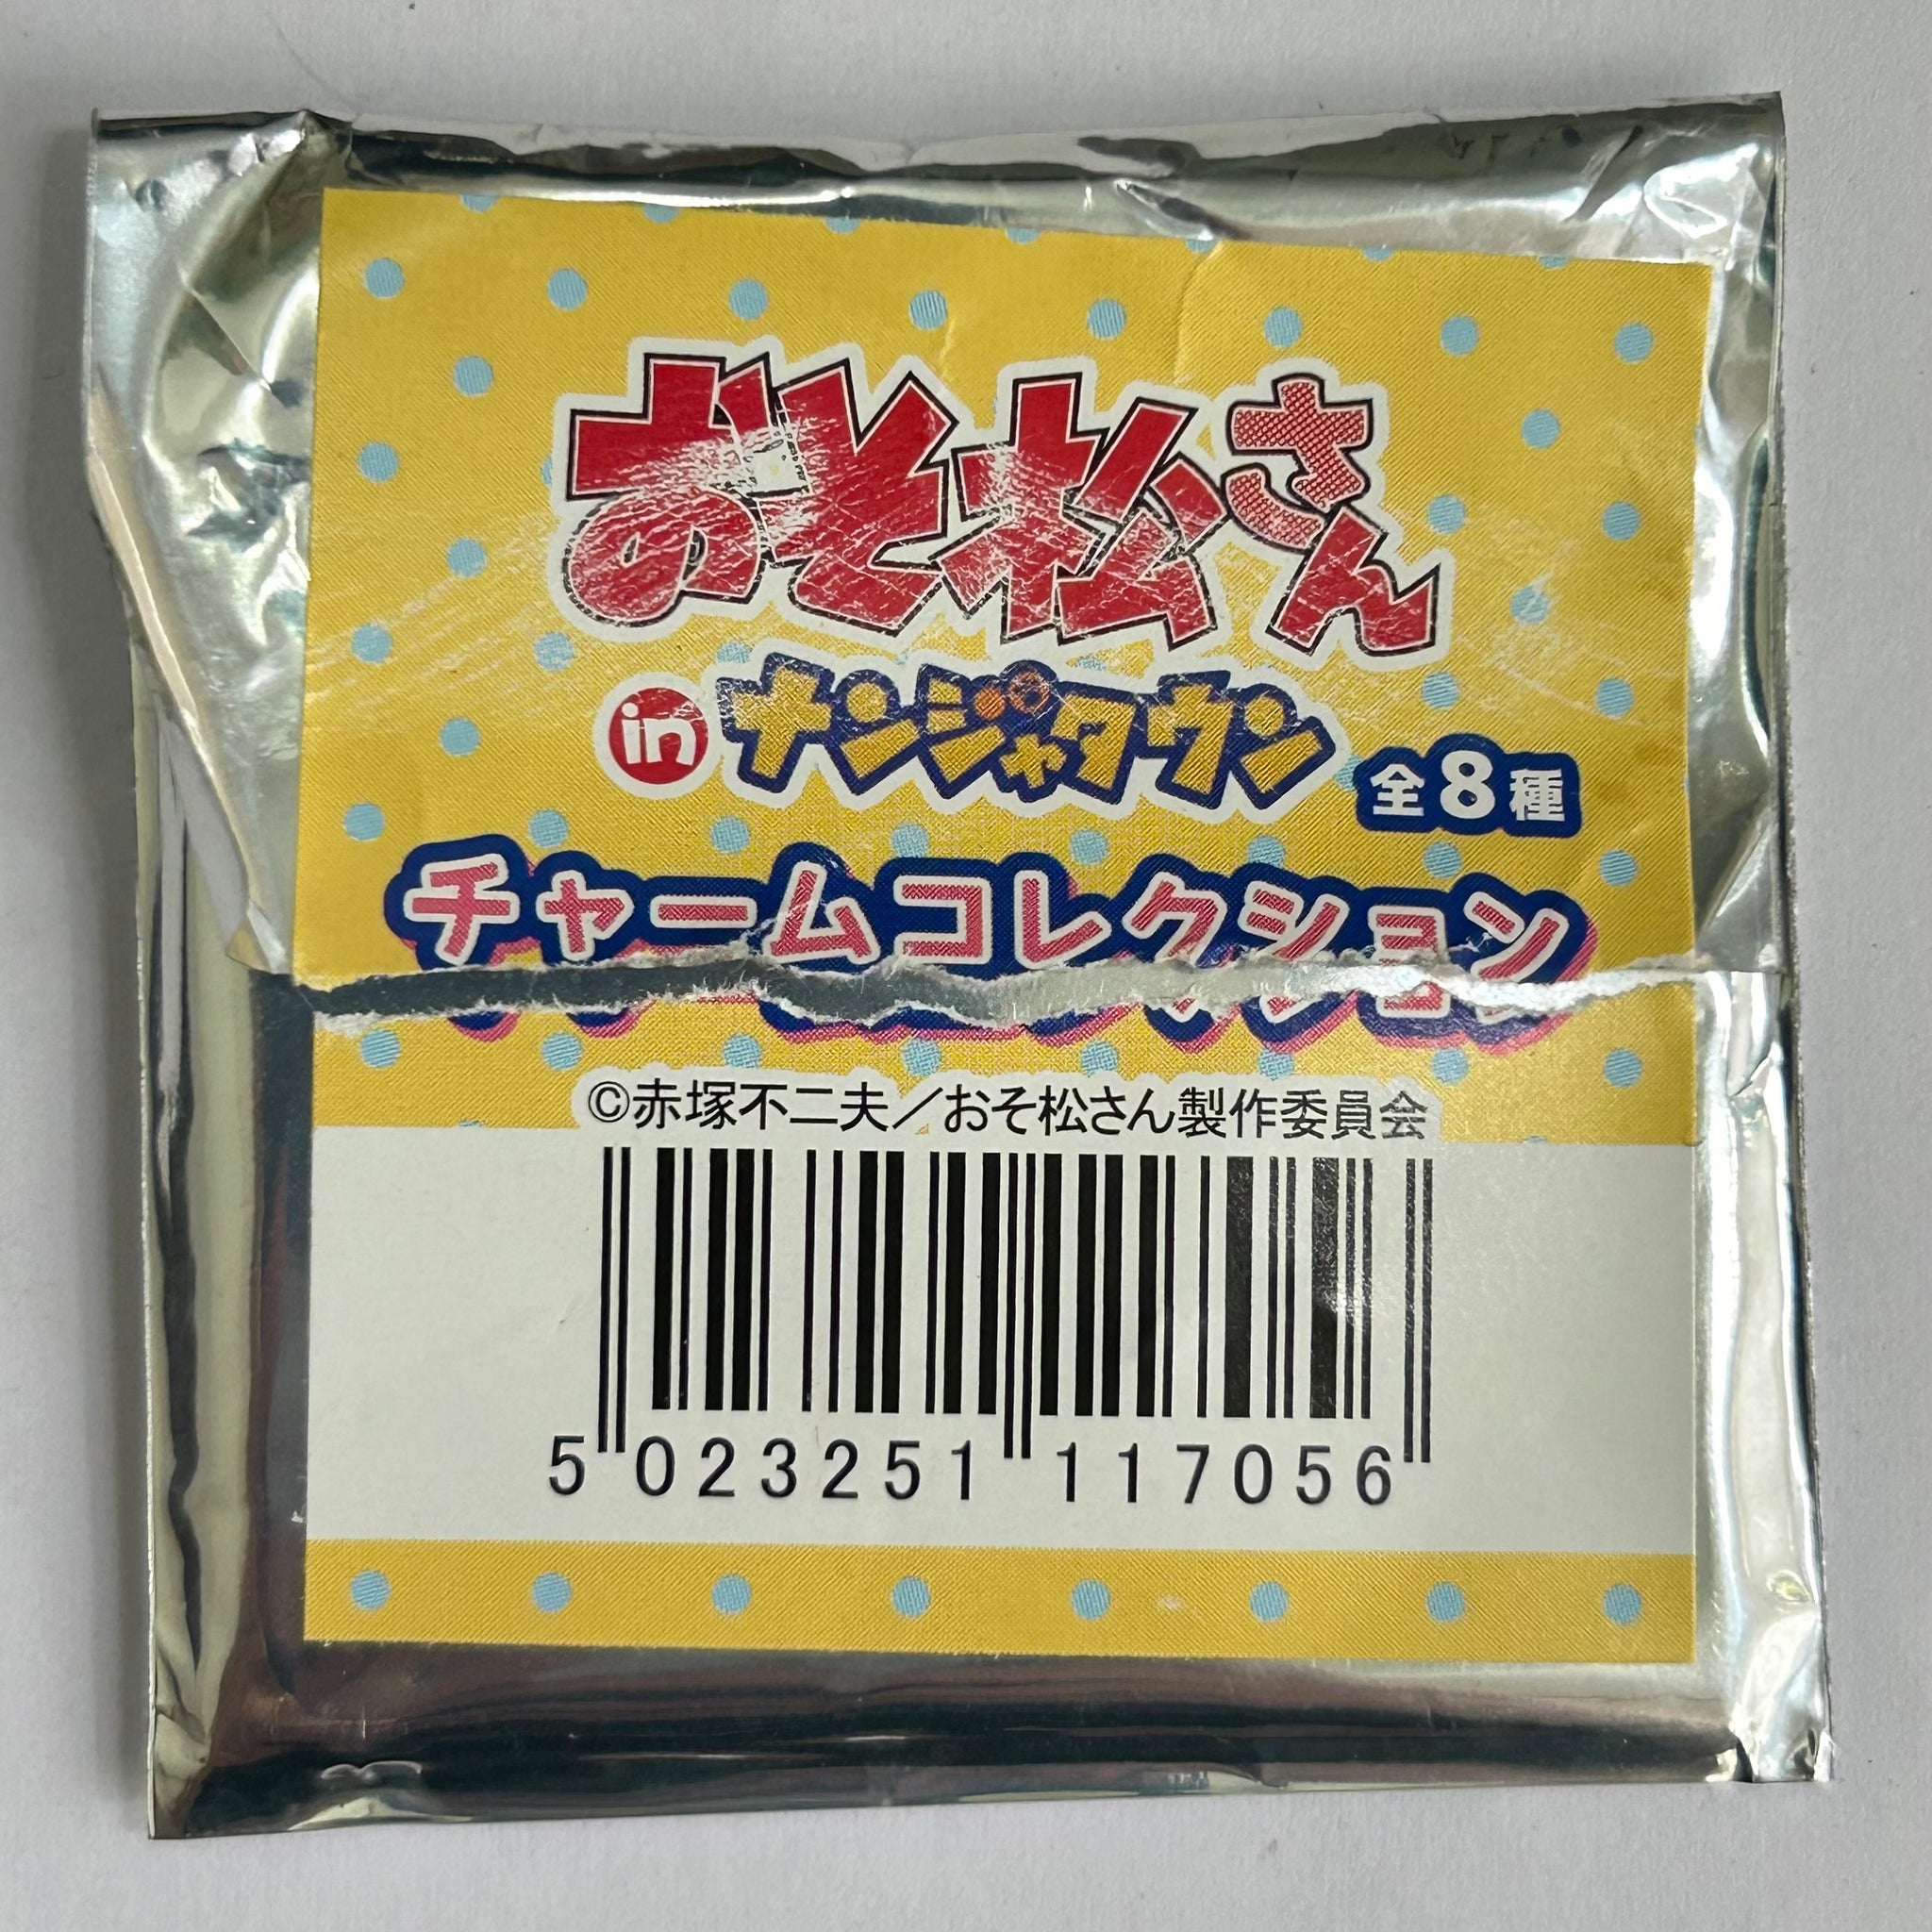 おそ松さん
in ナンジャタウン
全8種
チャームコレクション
©赤塚不二夫／おそ松さん製作委員会
5 023251 117056